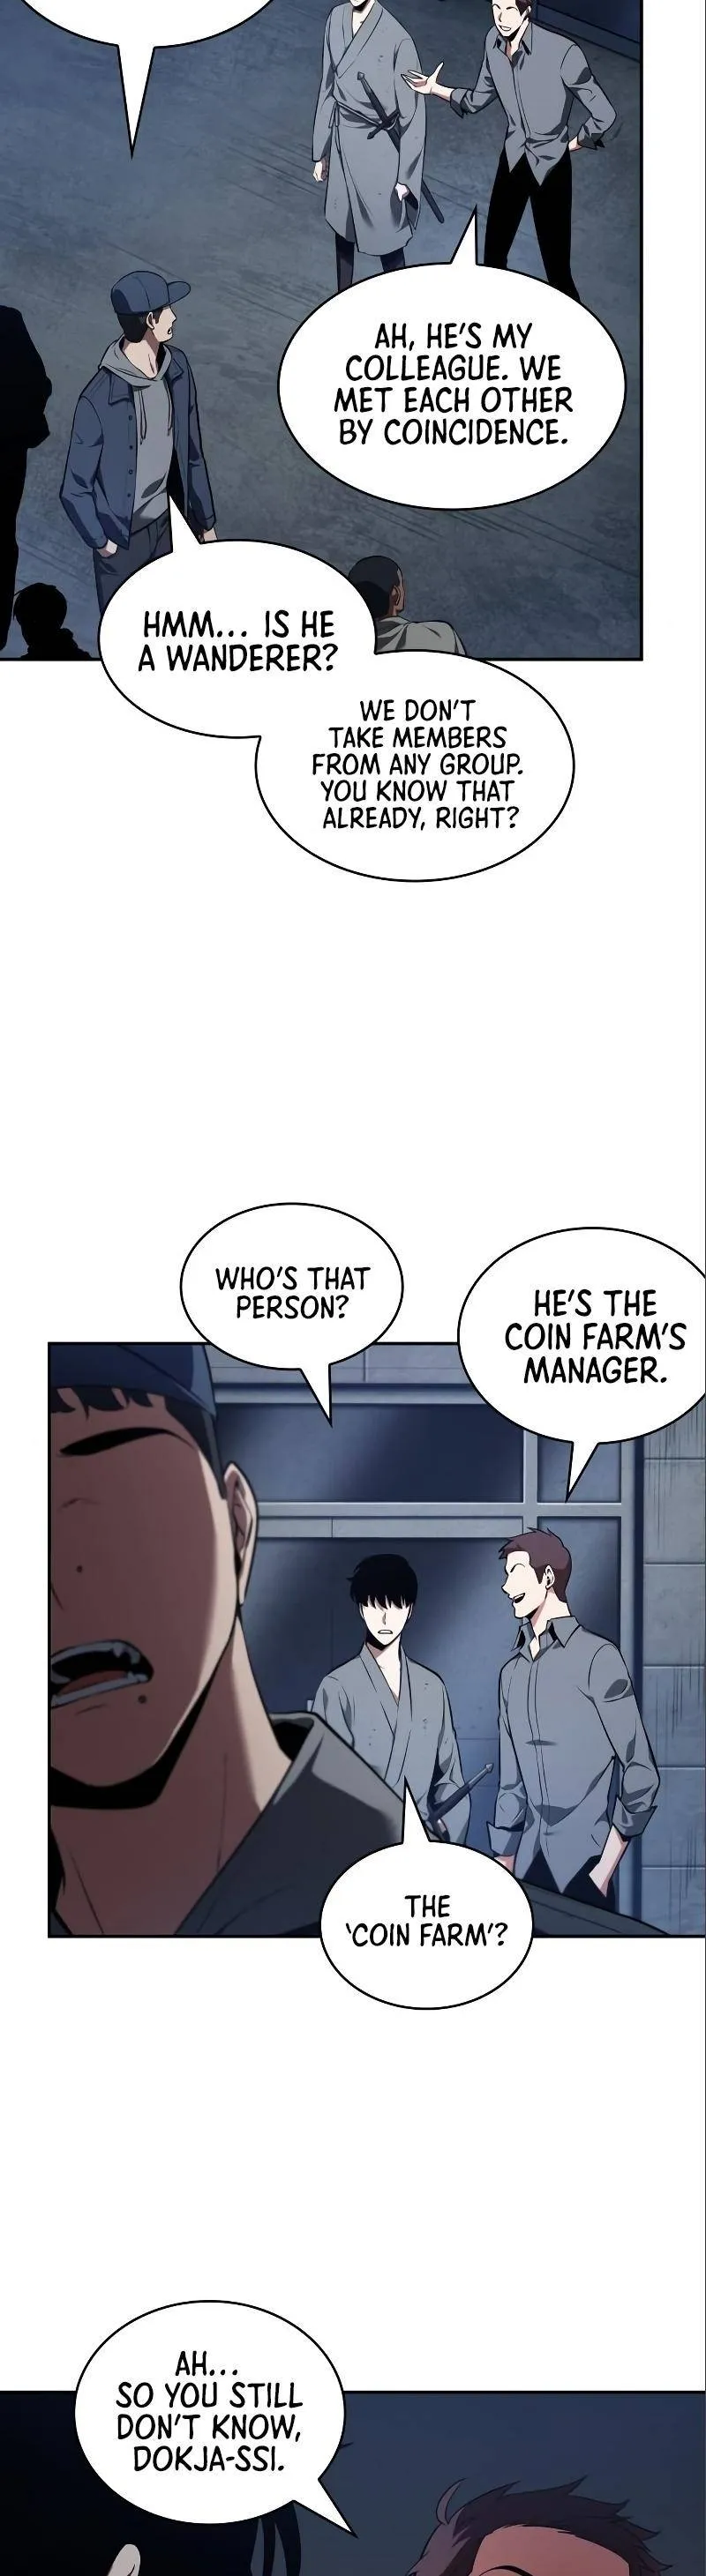 AH, HE'S MY
COLLEAGUE. WE
MET EACH OTHER
BY COINCIDENCE.
HMM... IS HE
A WANDERER?
WE DON'T
TAKE MEMBERS
FROM ANY GROUP.
YOU KNOW THAT
ALREADY, RIGHT?
WHO'S THAT
PERSON?
HE'S THE
COIN FARM'S
MANAGER.
THE
'COIN FARM'?
AH...
SO YOU STILL
DON'T KNOW,
DOKJA-SSI.